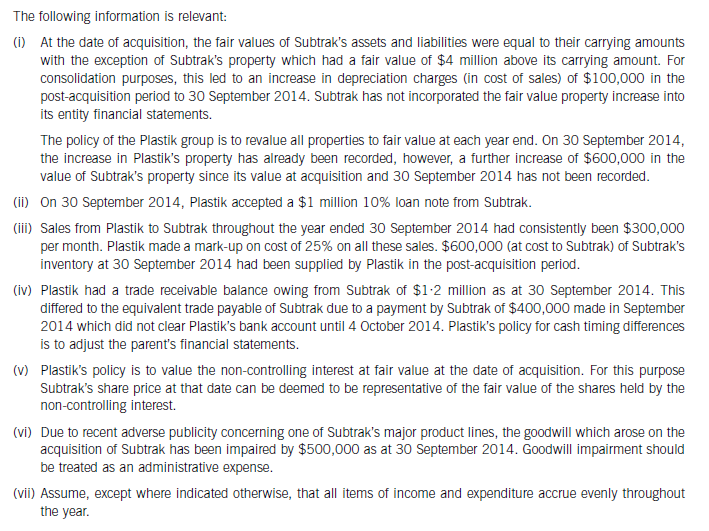 The following information is relevant:
(i) At the date of acquisition, the fair values of Subtrak's assets and liabilities were equal to their carrying amounts
with the exception of Subtrak's property which had a fair value of $4 million above its carrying amount. For
consolidation purposes, this led to an increase in depreciation charges (in cost of sales) of $100,000 in the
post-acquisition period to 30 September 2014. Subtrak has not incorporated the fair value property increase into
its entity financial statements.
The policy of the Plastik group is to revalue all properties to fair value at each year end. On 30 September 2014,
the increase in Plastik's property has already been recorded, however, a further increase of $600,000 in the
value of Subtrak's property since its value at acquisition and 30 September 2014 has not been recorded.
(ii) On 30 September 2014, Plastik accepted a $1 million 10% loan note from Subtrak.
(iii) Sales from Plastik to Subtrak throughout the year ended 30 September 2014 had consistently been $300,000
per month. Plastik made a mark-up on cost of 25% on all these sales. $600,000 (at cost to Subtrak) of Subtrak's
inventory at 30 September 2014 had been supplied by Plastik in the post-acquisition period.
(iv) Plastik had a trade receivable balance owing from Subtrak of $1·2 million as at 30 September 2014. This
differed to the equivalent trade payable of Subtrak due to a payment by Subtrak of $400,000 made in September
2014 which did not clear Plastik's bank account until 4 October 2014. Plastik's policy for cash timing differences
is to adjust the parent's financial statements.
(v) Plastik's policy is to value the non-controlling interest at fair value at the date of acquisition. For this purpose
Subtrak's share price at that date can be deemed to be representative of the fair value of the shares held by the
non-controlling interest.
(vi) Due to recent adverse publicity concerning one of Subtrak's major product lines, the goodwill which arose on the
acquisition of Subtrak has been impaired by $500,000 as at 30 September 2014. Goodwill impairment should
be treated as an administrative expense.
(vii) Assume, except where indicated otherwise, that all items of income and expenditure accrue evenly throughout
the year.